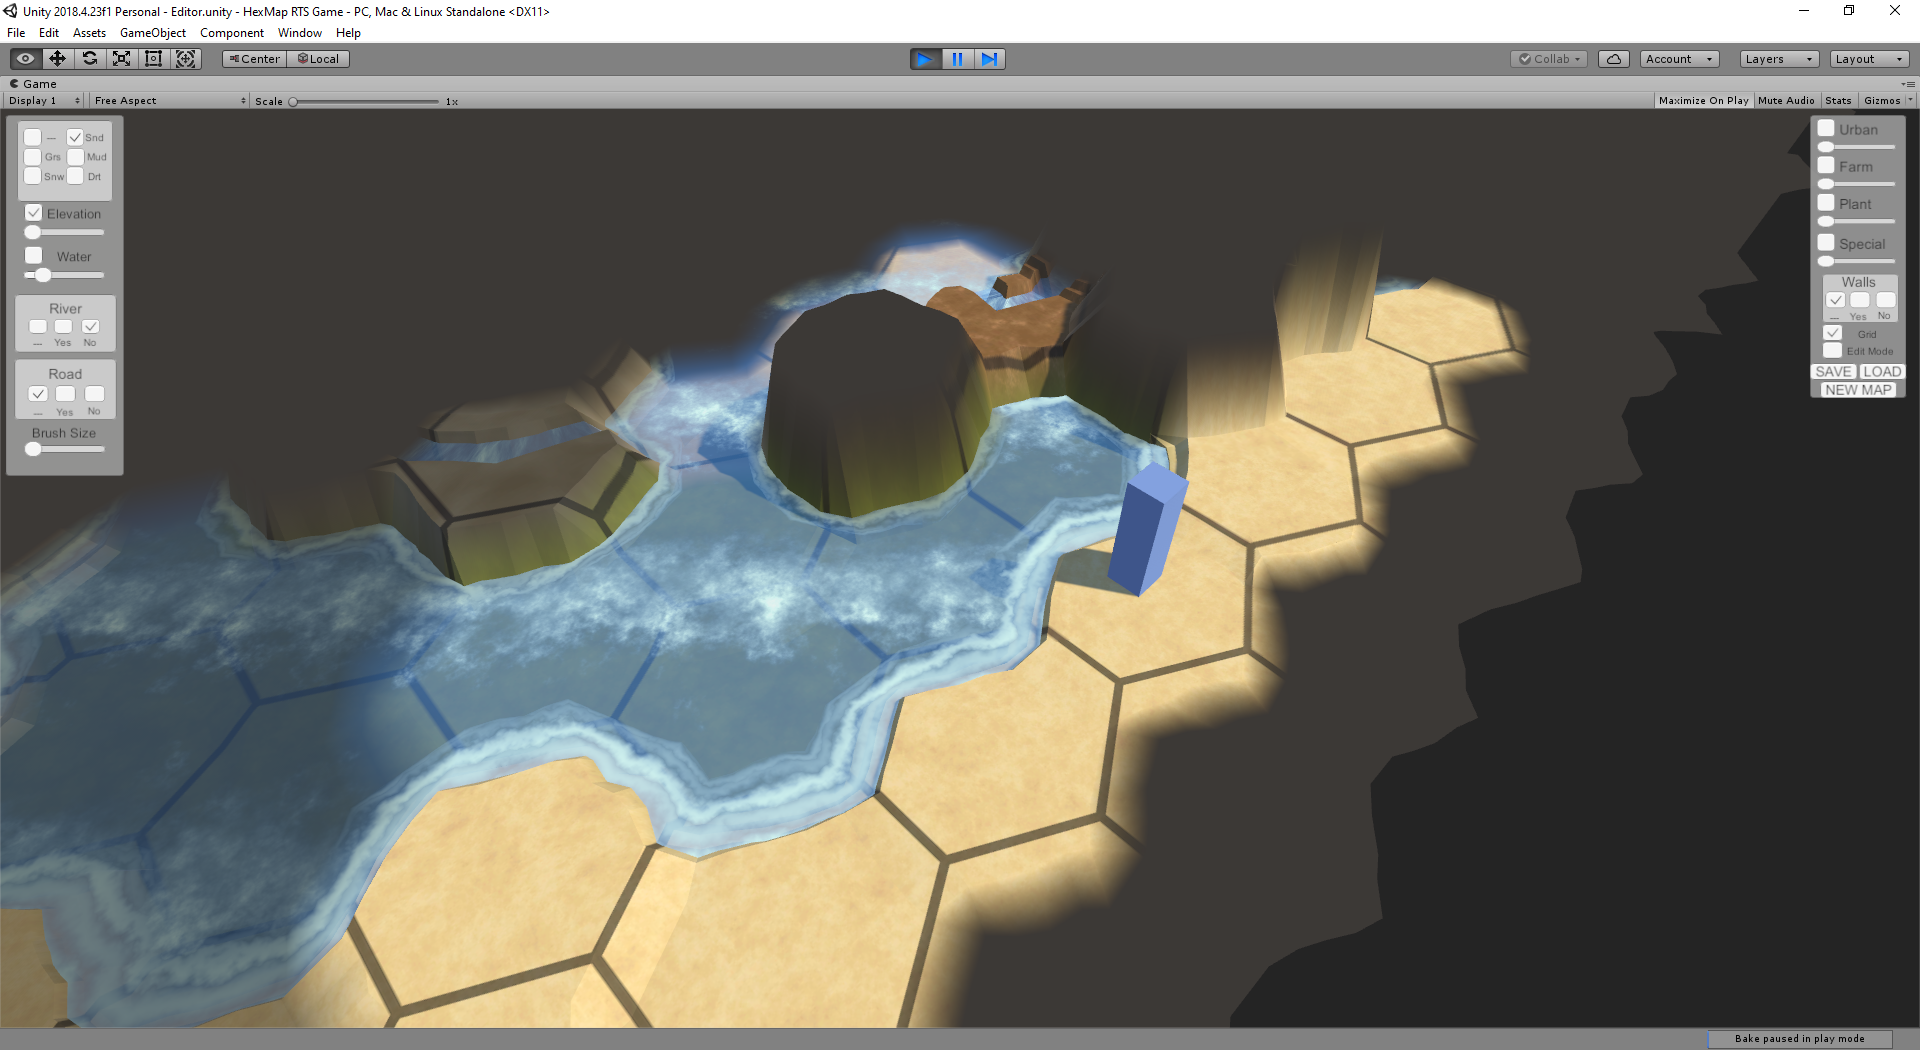 Unity 2018.4.23f1 Personal - Editor.unity - HexMap RTS Game - PC, Mac & Linux Standalone <DX11>
File Edit Assets GameObject Component Window Help
Center Local Collab Account Layers Layout
Game
Display 1 Free Aspect Scale 1x Maximize On Play Mute Audio Stats Gizmos
--- Snd
Grs Mud
Snw Drt
Elevation
Water
River
--- Yes No
Road
--- Yes No
Brush Size
Urban
Farm
Plant
Special
Walls
--- Yes No
Grid
Edit Mode
SAVE LOAD
NEW MAP
Bake paused in play mode